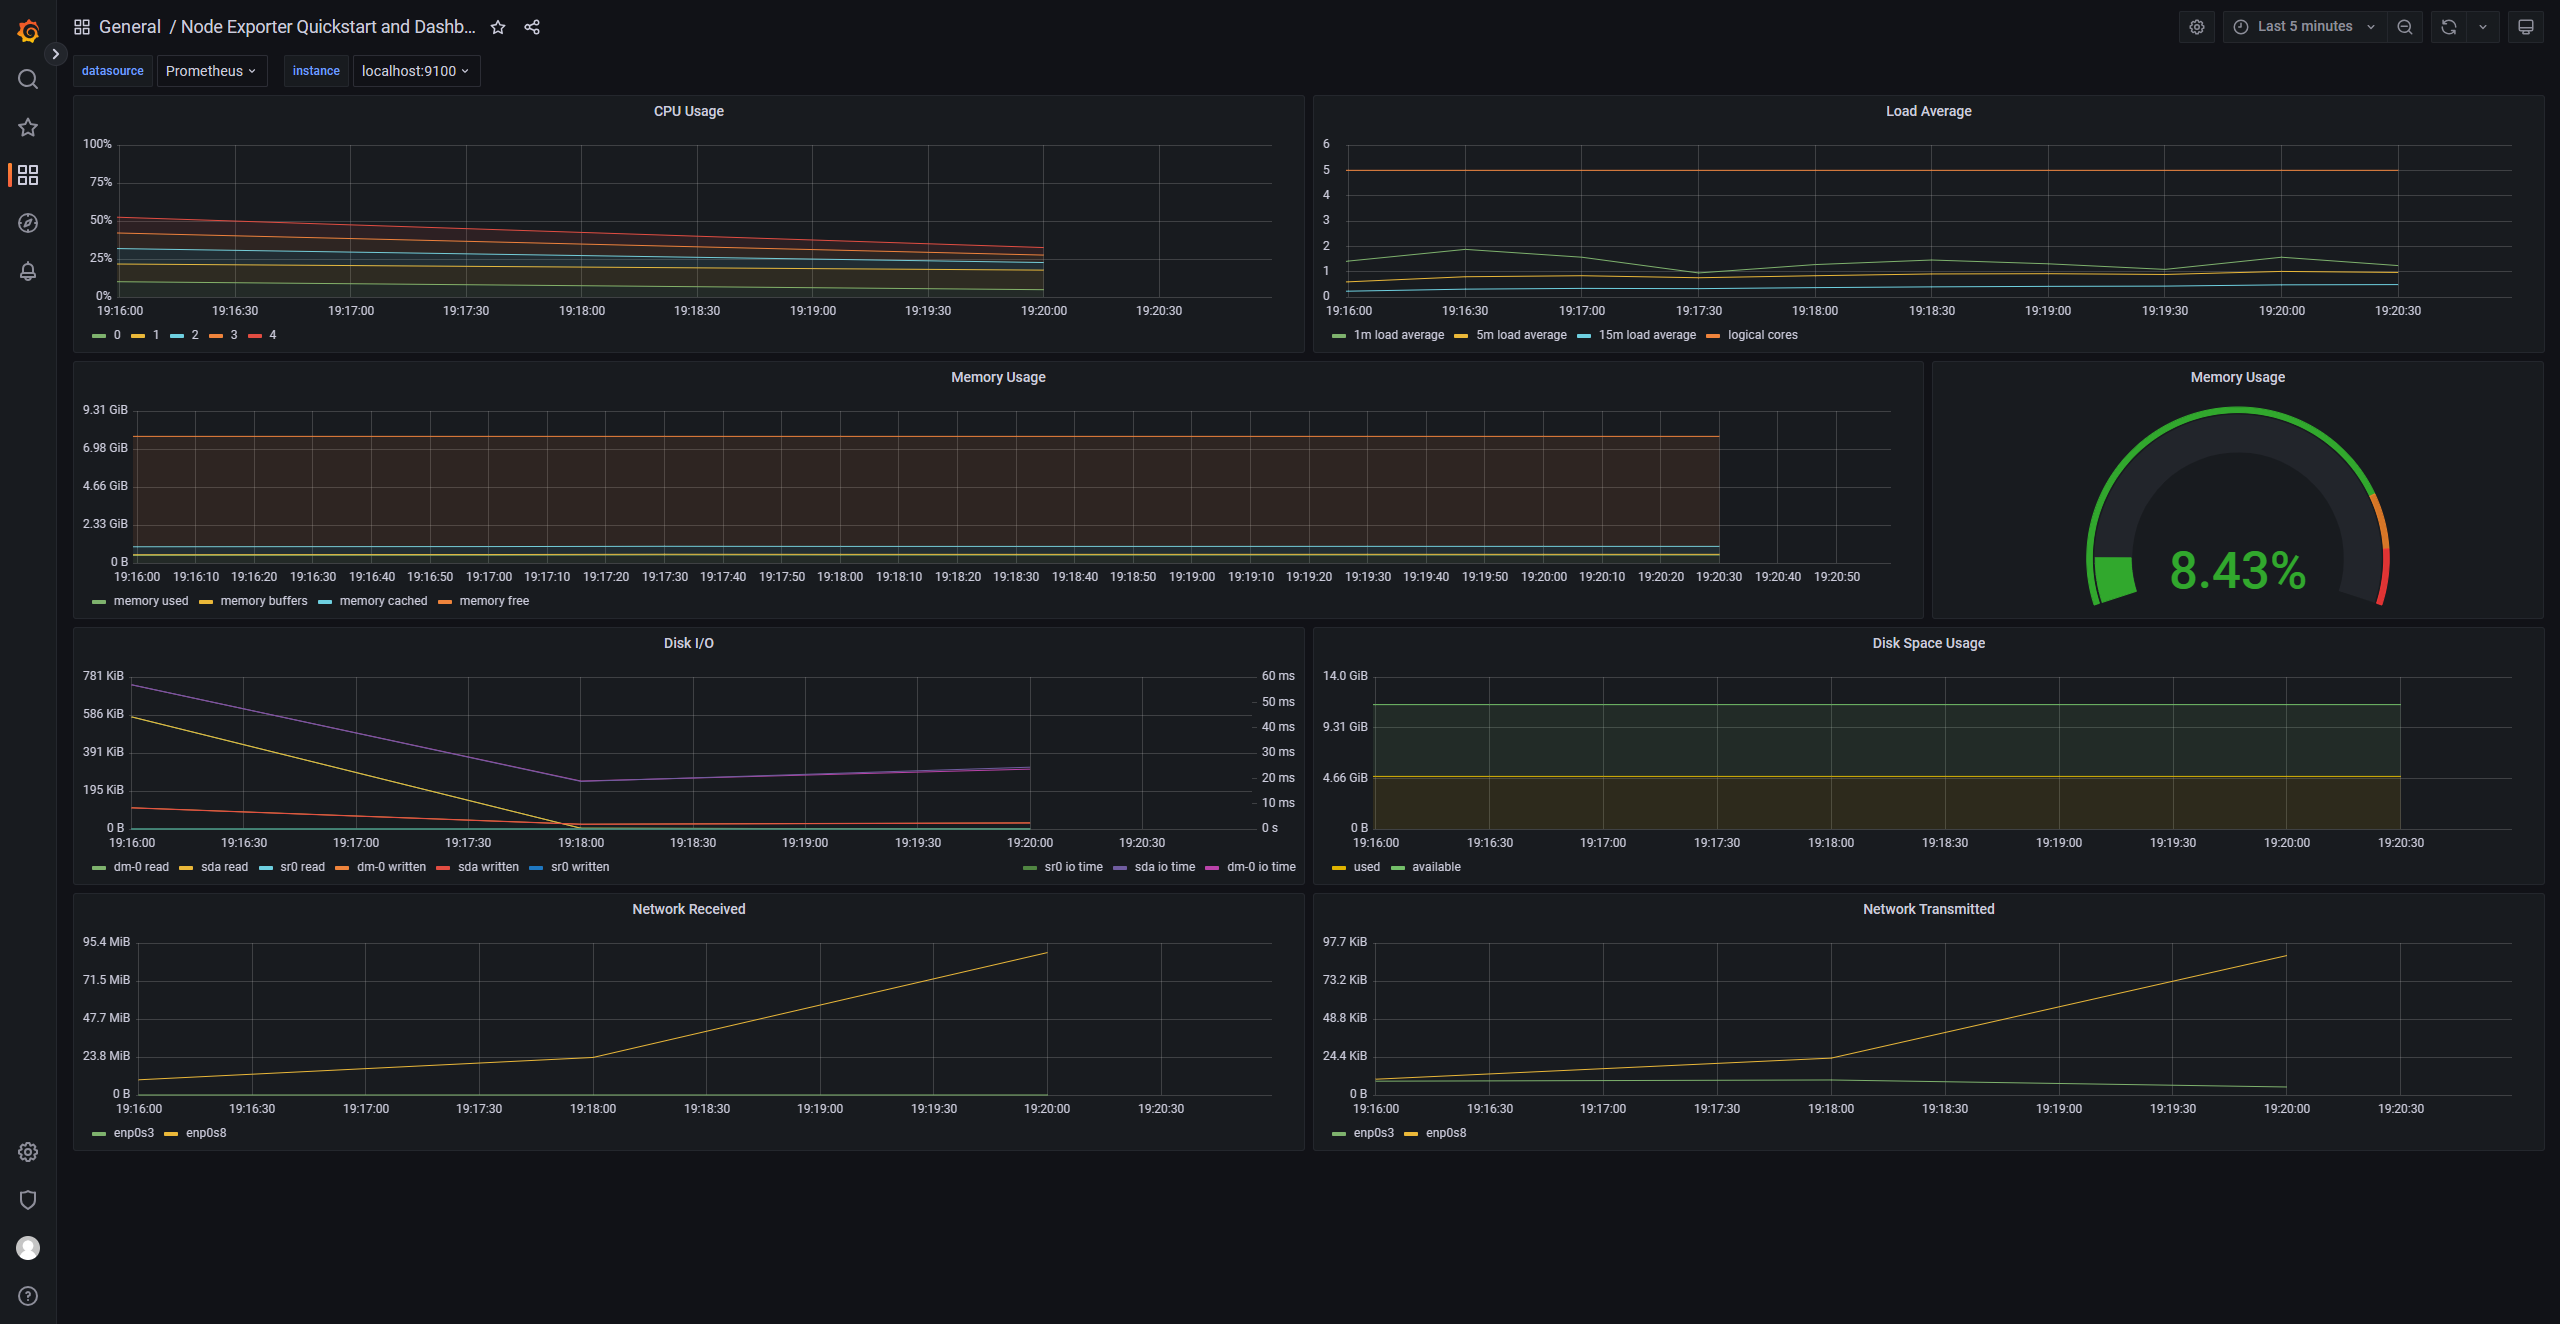 General / Node Exporter Quickstart and Dashb...
Last 5 minutes
datasource Prometheus instance localhost:9100
CPU Usage
100%
75%
50%
25%
0%
19:16:00 19:16:30 19:17:00 19:17:30 19:18:00 19:18:30 19:19:00 19:19:30 19:20:00 19:20:30
0 1 2 3 4
Load Average
6
5
4
3
2
1
0
19:16:00 19:16:30 19:17:00 19:17:30 19:18:00 19:18:30 19:19:00 19:19:30 19:20:00 19:20:30
1m load average 5m load average 15m load average logical cores
Memory Usage
9.31 GiB
6.98 GiB
4.66 GiB
2.33 GiB
0 B
19:16:00 19:16:10 19:16:20 19:16:30 19:16:40 19:16:50 19:17:00 19:17:10 19:17:20 19:17:30 19:17:40 19:17:50 19:18:00 19:18:10 19:18:20 19:18:30 19:18:40 19:18:50 19:19:00 19:19:10 19:19:20 19:19:30 19:19:40 19:19:50 19:20:00 19:20:10 19:20:20 19:20:30 19:20:40 19:20:50
memory used memory buffers memory cached memory free
Memory Usage
8.43%
Disk I/O
781 KiB
586 KiB
391 KiB
195 KiB
0 B
60 ms
50 ms
40 ms
30 ms
20 ms
10 ms
0 s
19:16:00 19:16:30 19:17:00 19:17:30 19:18:00 19:18:30 19:19:00 19:19:30 19:20:00 19:20:30
dm-0 read sda read sr0 read dm-0 written sda written sr0 written sr0 io time sda io time dm-0 io time
Disk Space Usage
14.0 GiB
9.31 GiB
4.66 GiB
0 B
19:16:00 19:16:30 19:17:00 19:17:30 19:18:00 19:18:30 19:19:00 19:19:30 19:20:00 19:20:30
used available
Network Received
95.4 MiB
71.5 MiB
47.7 MiB
23.8 MiB
0 B
19:16:00 19:16:30 19:17:00 19:17:30 19:18:00 19:18:30 19:19:00 19:19:30 19:20:00 19:20:30
enp0s3 enp0s8
Network Transmitted
97.7 KiB
73.2 KiB
48.8 KiB
24.4 KiB
0 B
19:16:00 19:16:30 19:17:00 19:17:30 19:18:00 19:18:30 19:19:00 19:19:30 19:20:00 19:20:30
enp0s3 enp0s8